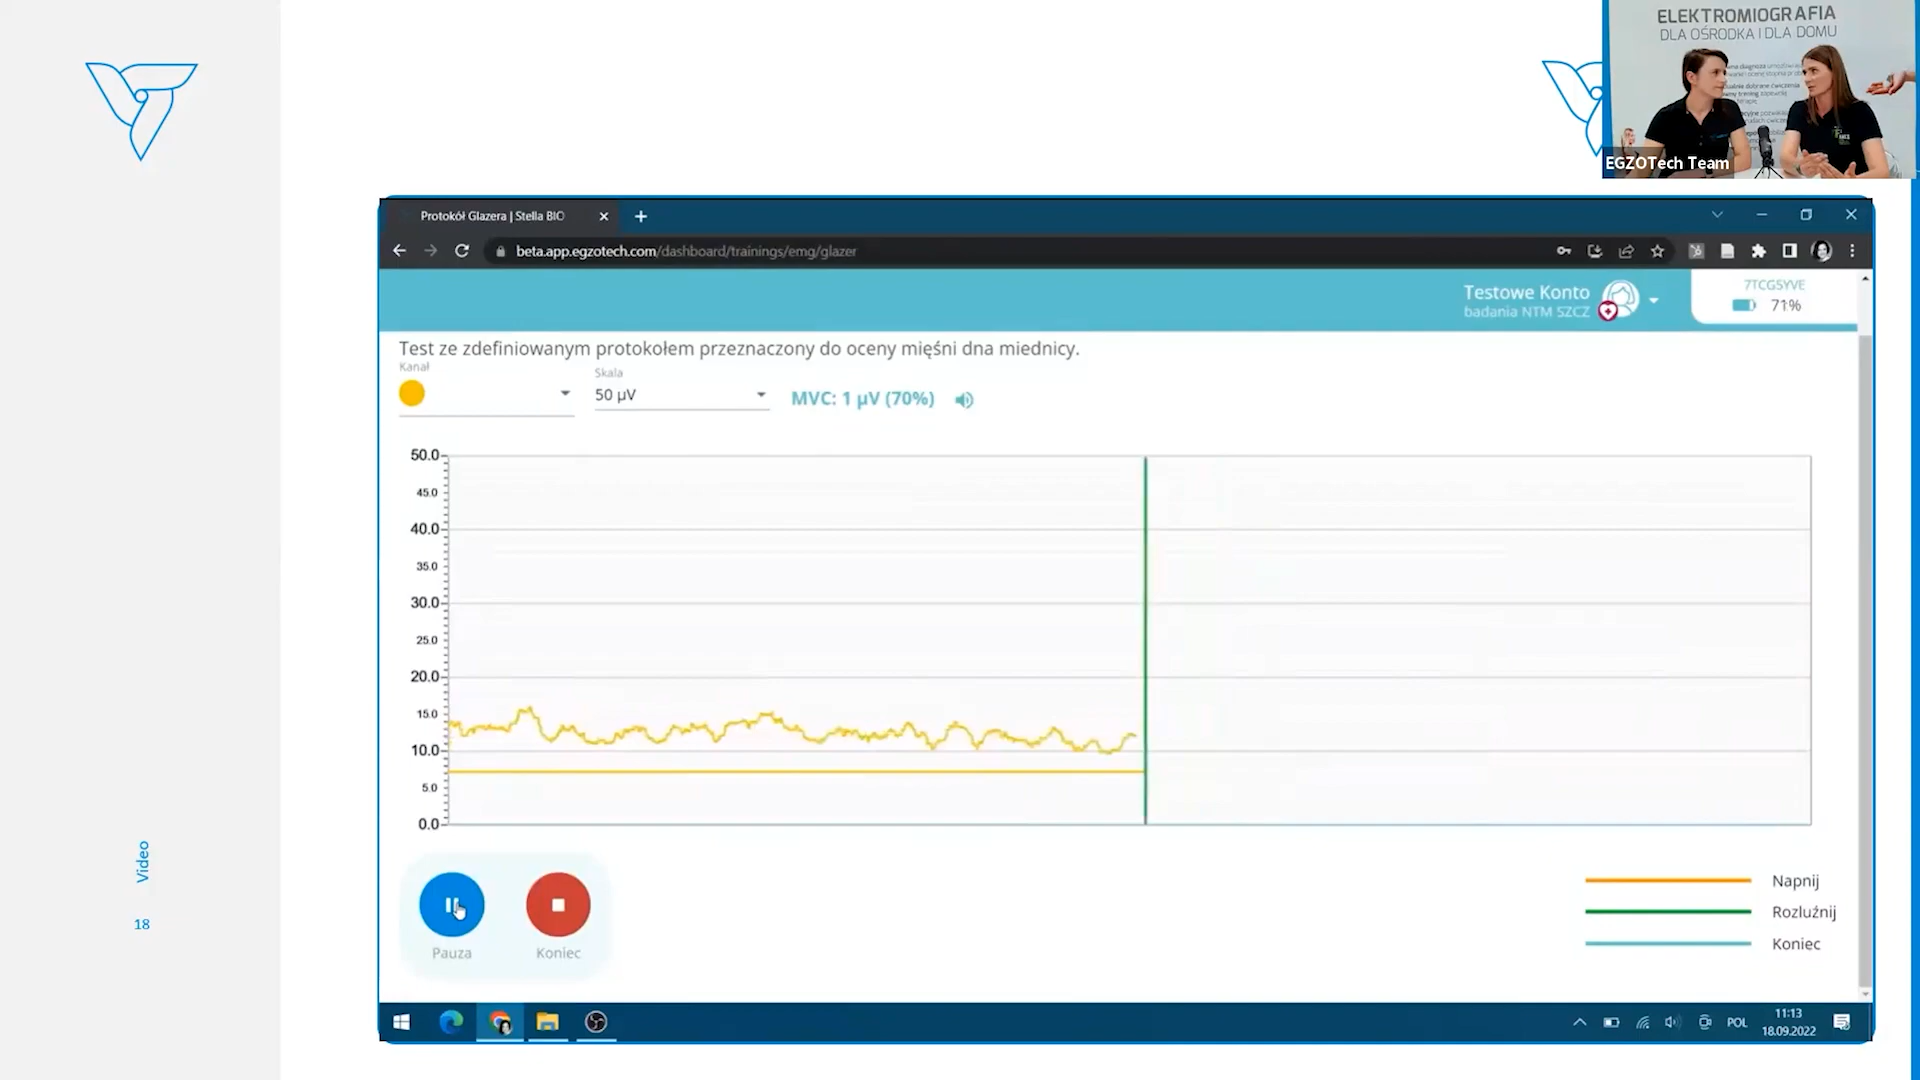 ELEKTROMIOGRAFIA
DLA OŚRODKA I DLA DOMU
EGZOTech Team
Protokół Glazera | Stella BIO
beta.app.egzotech.com/dashboard/trainings/emg/glazer
Testowe Konto
badania NTM SZCZ
7TCG5YVE
71%
Test ze zdefiniowanym protokołem przeznaczony do oceny mięśni dna miednicy.
Kanał
Skala
50 µV
MVC: 1 µV (70%)
50.0
45.0
40.0
35.0
30.0
25.0
20.0
15.0
10.0
5.0
0.0
Pauza
Koniec
Napnij
Rozluźnij
Koniec
Video
18
POL
11:13
18.09.2022